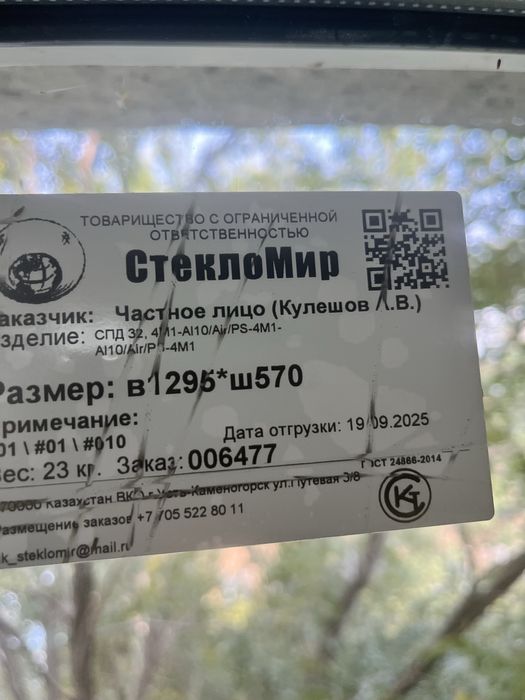 ТОВАРИЩЕСТВО С ОГРАНИЧЕННОЙ
ОТВЕТСТВЕННОСТЬЮ
СтеклоМир
аказчик: Частное лицо (Кулешов .В.)
зделие: СПД 32, 4М1-Al10/Air/PS-4М1-
Al10/Air/PS-4М1
Размер: в1295*ш570
римечание:
01 \ #01 \ #010
Дата отгрузки: 19/09.2025
Вес: 23 кг. Заказ: 006477
ГОСТ 24866-2014
70000 Казахстан ВКО г.Усть-Каменогорск ул.Путевая 3/8
Размещение заказов +7 705 522 80 11
k_steklomir@mail.ru